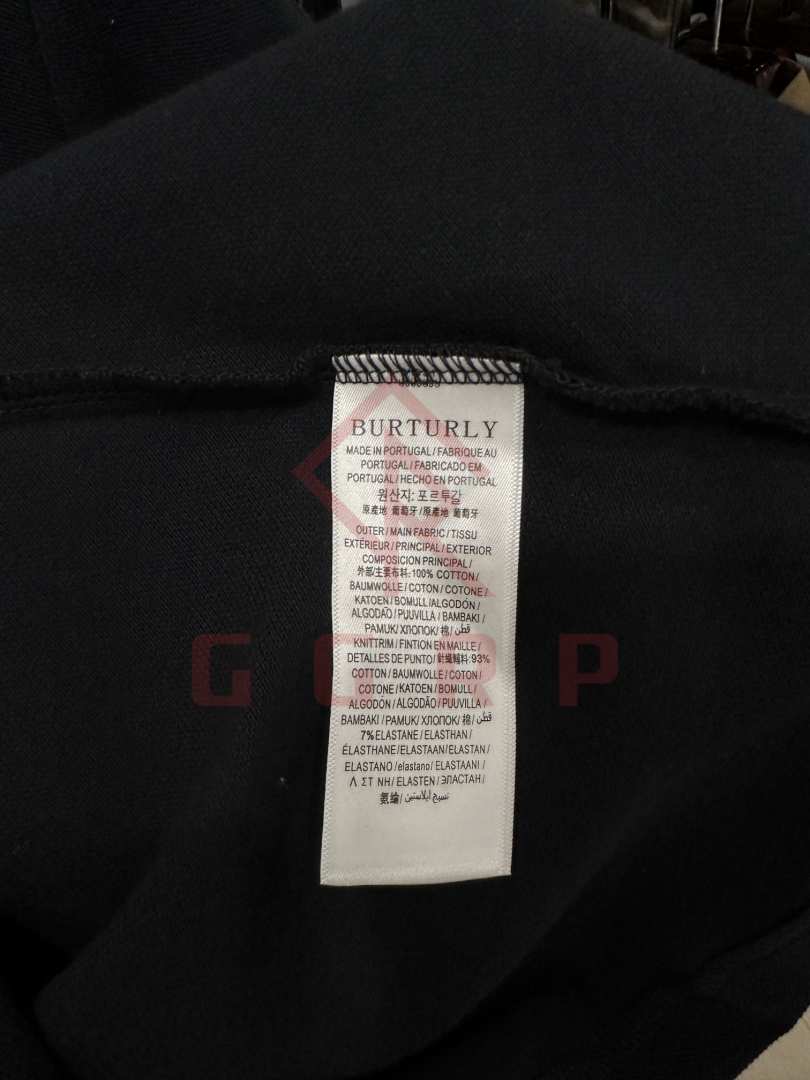 BURTURLY
MADE IN PORTUGAL / FABRIQUE AU
PORTUGAL / FABRICADO EM
PORTUGAL / HECHO EN PORTUGAL
원산지: 포르투갈
原產地 葡萄牙 /原產地 葡萄牙
OUTER / MAIN FABRIC / TISSU
EXTÉRIEUR / PRINCIPAL / EXTERIOR
COMPOSICION PRINCIPAL /
外部/主要布料:100% COTTON /
BAUMWOLLE / COTON / COTONE /
KATOEN / BOMULL /ALGODÓN /
ALGODÃO / PUUVILLA / BAMBAKI /
PAMUK/ ХЛОПОК/ 棉/ قطن
KNITTRIM / FINTION EN MAILLE /
DETALLES DE PUNTO/ 針織輔料: 93%
COTTON / BAUMWOLLE / COTON /
COTONE / KATOEN / BOMULL /
ALGODÓN / ALGODÃO / PUUVILLA /
BAMBAKI / PAMUK/ ХЛОПОК/ 棉/ قطن
7% ELASTANE / ELASTHAN /
ÉLASTHANE/ELASTAAN/ELASTAN /
ELASTANO /elastano/ ELASTAANI /
Λ ΣΤ ΝΗ / ELASTEN / ЭЛАСТАН /
氨纶/ نسيج ايلاستين
GORP